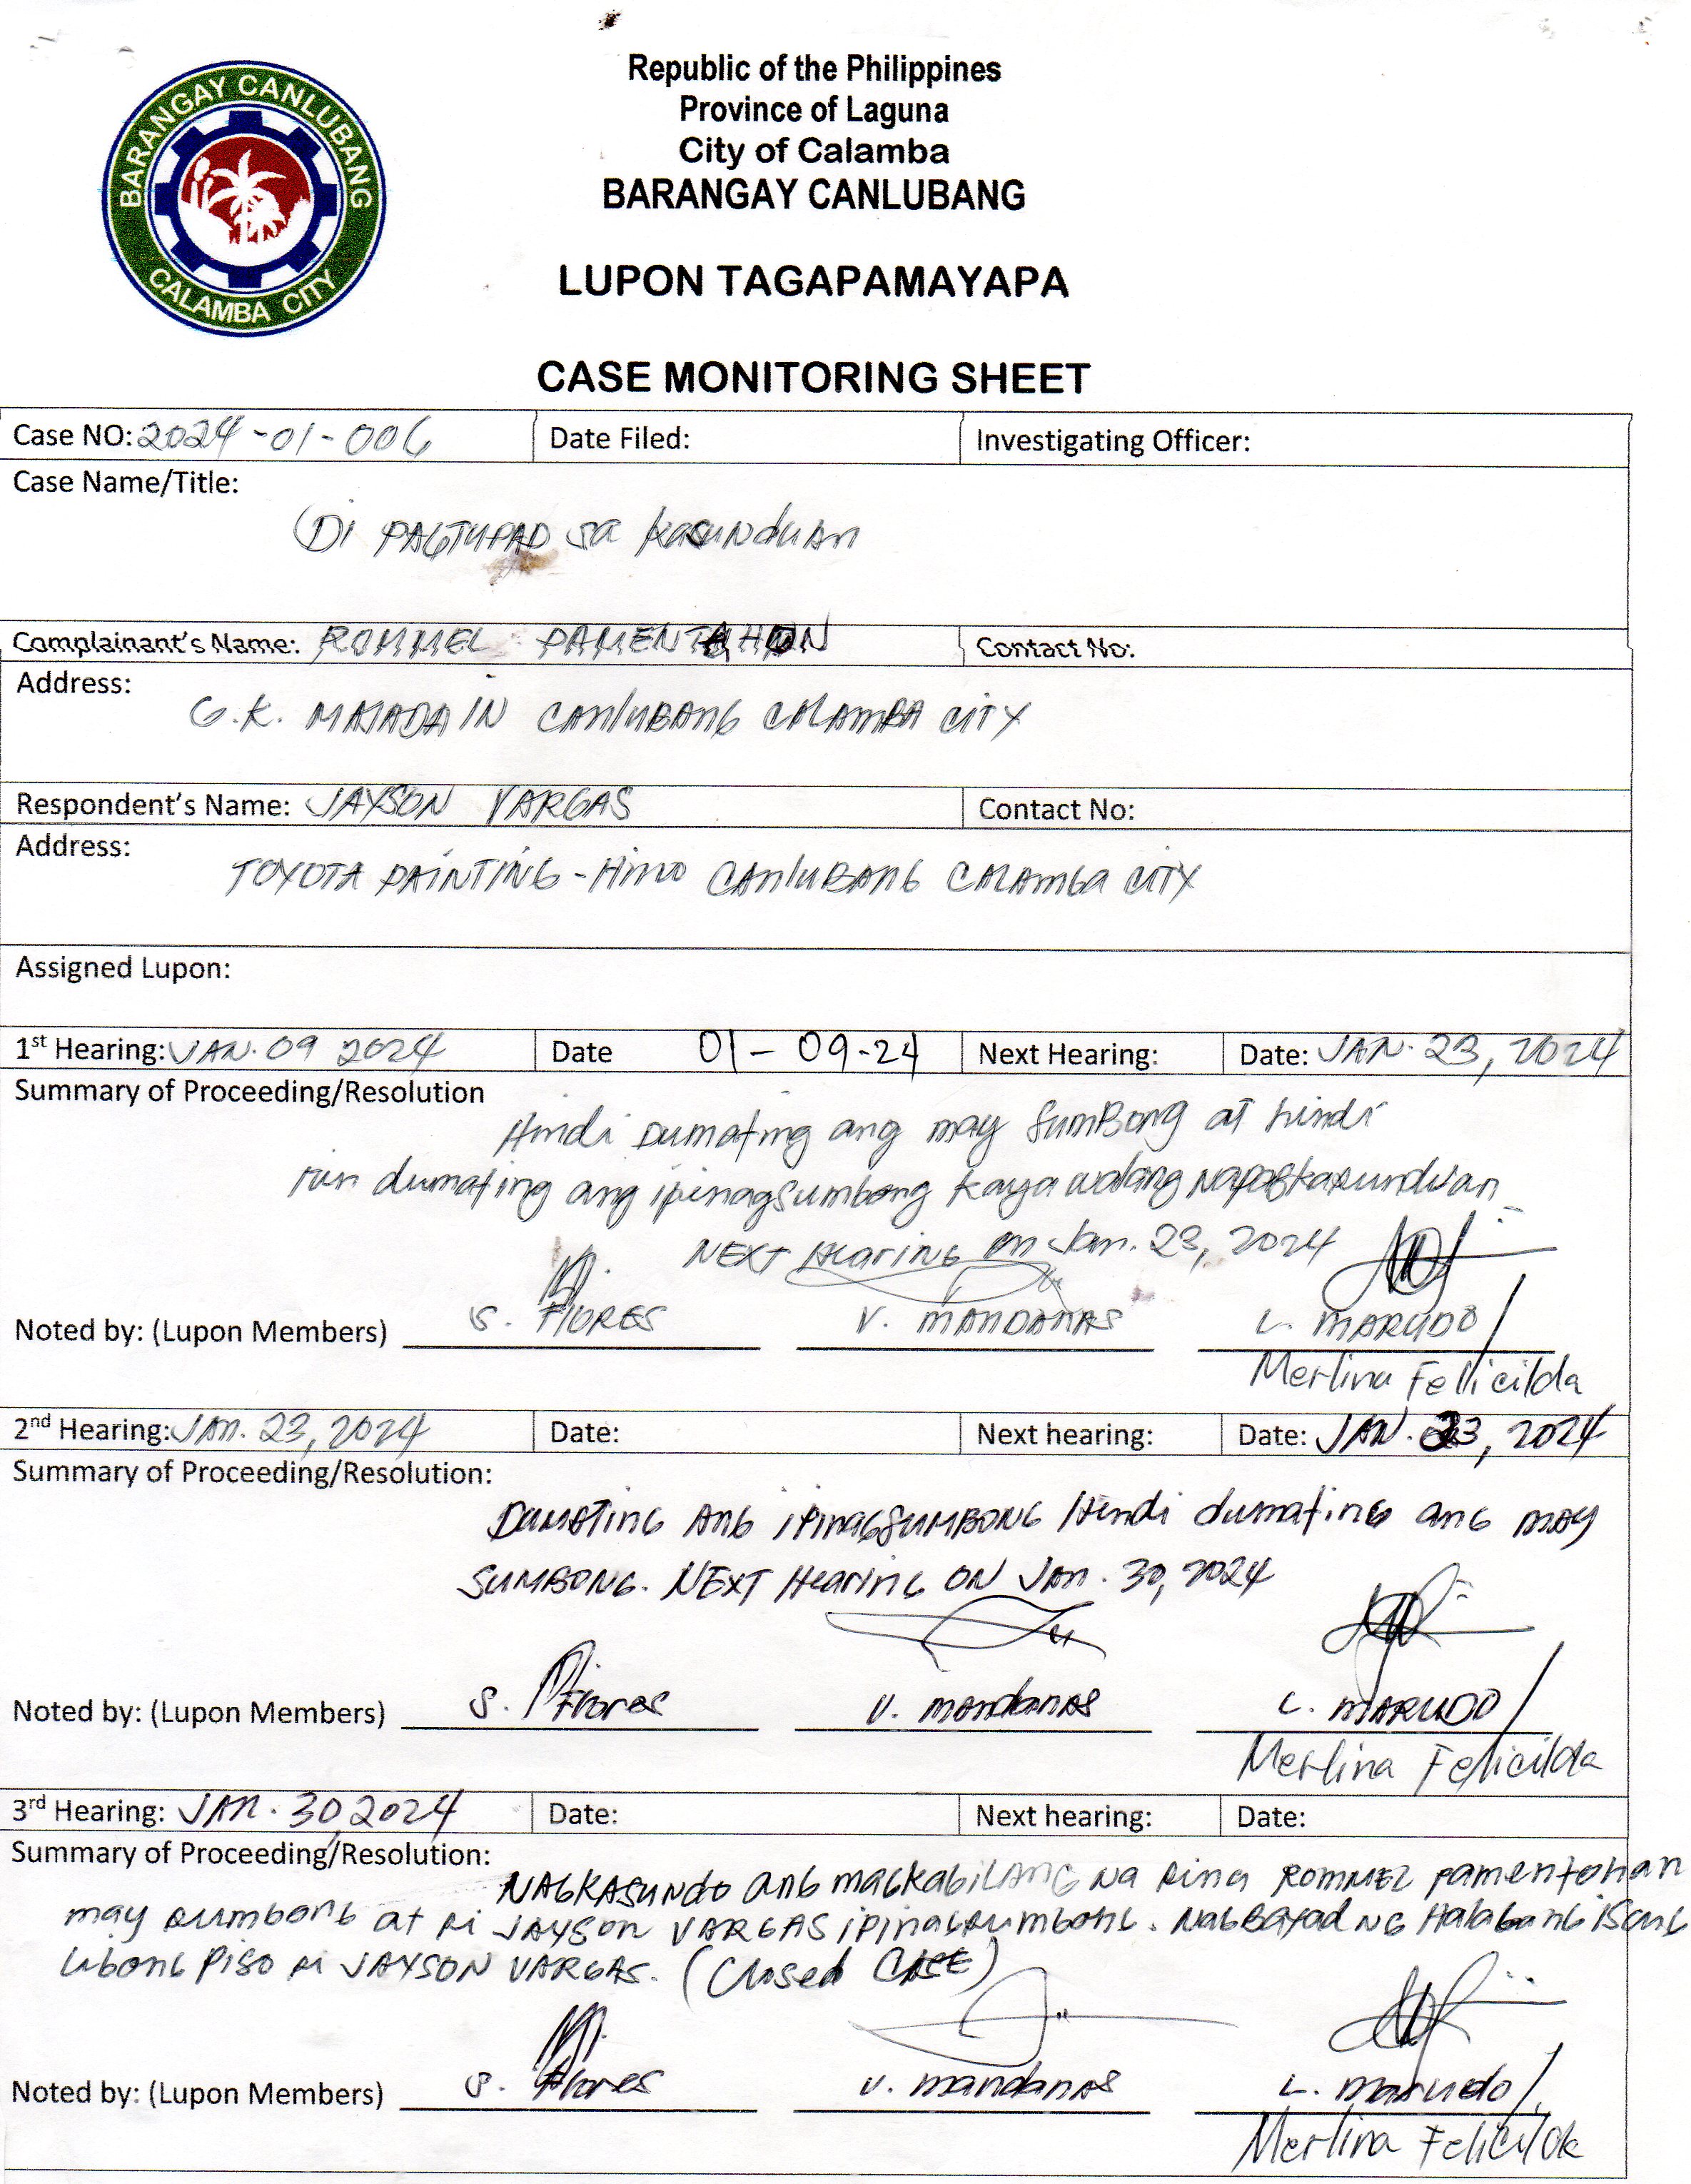 BARANGAY CANLUBANG
CALAMBA CITY
Republic of the Philippines
Province of Laguna
City of Calamba
BARANGAY CANLUBANG
LUPON TAGAPAMAYAPA
CASE MONITORING SHEET
Case NO: 2024-01-006 Date Filed: Investigating Officer:
Case Name/Title:
Di PAGTUPAD sa kasunduan
Complainant's Name: ROMMEL PAMENTAHON Contact No:
Address:
G.K. MAJADA IN CANLUBANG CALAMBA CITY
Respondent's Name: JAYSON VARGAS Contact No:
Address:
TOYOTA PAINTING-Hino CANLUBANG CALAMBA CITY
Assigned Lupon:
1st Hearing: JAN. 09 2024 Date 01-09-24 Next Hearing: Date: JAN. 23, 2024
Summary of Proceeding/Resolution
Hindi Dumating ang may SumBong at hindi
rin dumating ang ipinagsumbong kaya walang Napagkasunduan
NEXT HEARING on Jan. 23, 2024
Noted by: (Lupon Members) S. FLORES V. MANDANAS L. MARUDO
Merlina Fellicilda
2nd Hearing: JAN. 23, 2024 Date: Next hearing: Date: JAN. 23, 2024
Summary of Proceeding/Resolution:
DUMATING ANG iPINAGSUMBONG Hindi dumating ang may
SUMBONG. NEXT Hearing ON Jan. 30, 2024
Noted by: (Lupon Members) S. Flores V. mandanas L. MARUDO
Merlina Felicilda
3rd Hearing: JAN. 30, 2024 Date: Next hearing: Date:
Summary of Proceeding/Resolution:
NAGKASUNDO ang magkabilang na sina ROMMEL pamentohan
may sumbong at si JAYSON VARGAS ipinagsumbong. Nagbayad ng Halagang isang
libong Piso si JAYSON VARGAS. (Closed CASE)
Noted by: (Lupon Members) S. Flores V. mandanas L. marudo
Merlina Felicilda